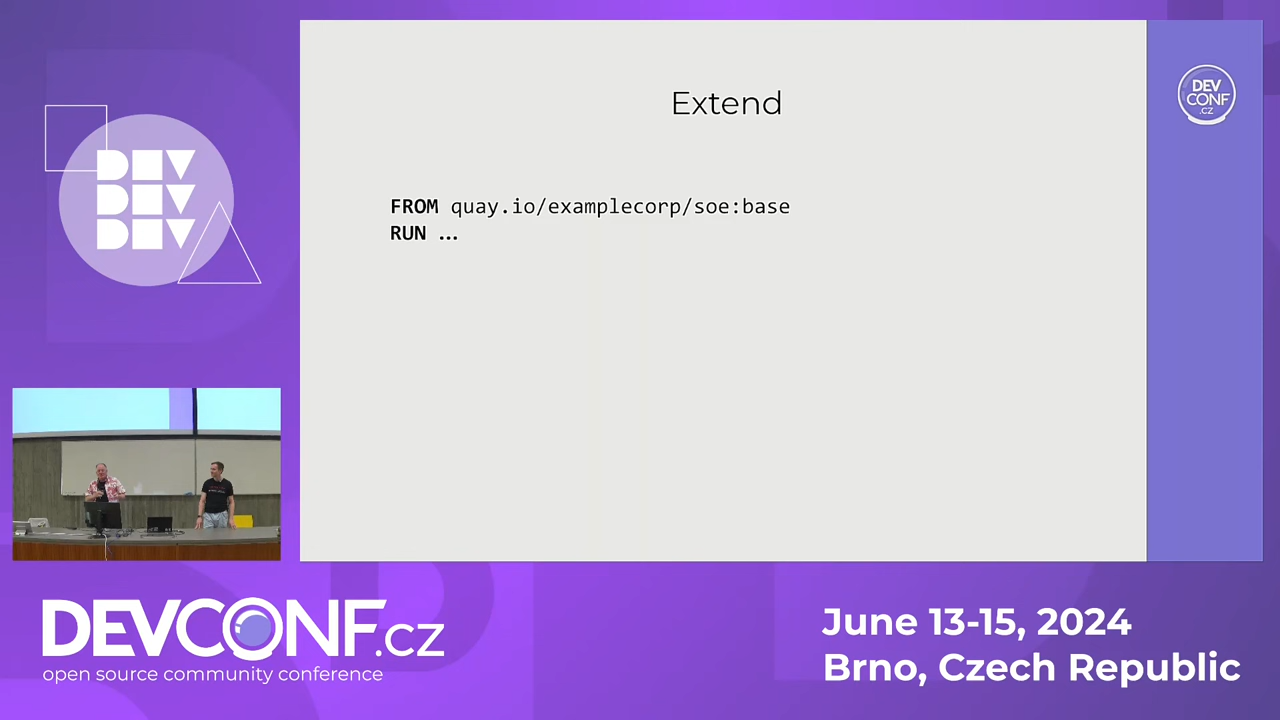 DEV
DEV
DEV
Extend
FROM quay.io/examplecorp/soe:base
RUN ...
DEV
CONF
.CZ
DEVCONF.cz
open source community conference
June 13-15, 2024
Brno, Czech Republic